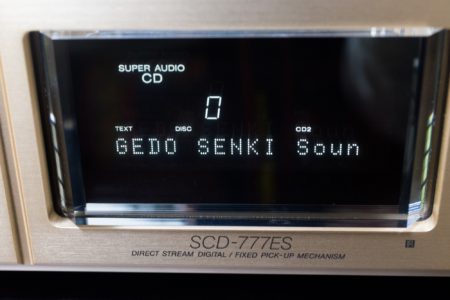 SUPER AUDIO
CD
0
TEXT DISC CD2
GEDO SENKI Soun
SCD-777ES
DIRECT STREAM DIGITAL / FIXED PICK-UP MECHANISM